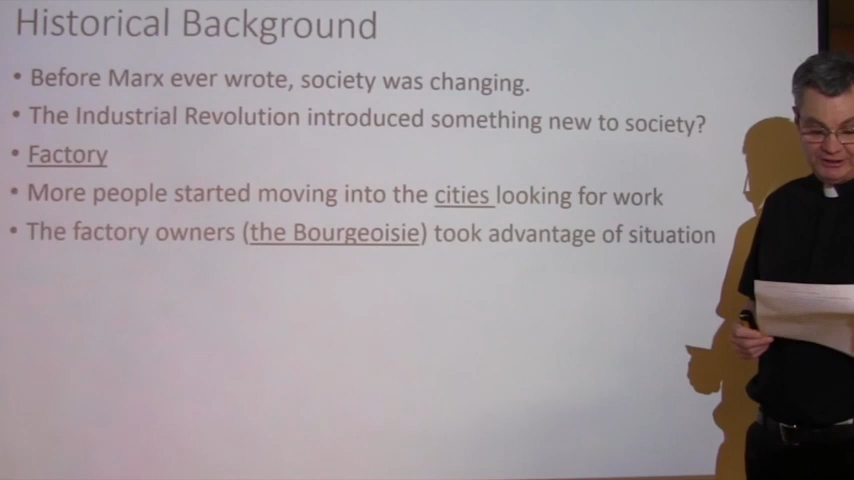 Historical Background
• Before Marx ever wrote, society was changing.
• The Industrial Revolution introduced something new to society?
• Factory
• More people started moving into the cities looking for work
• The factory owners (the Bourgeoisie) took advantage of situation